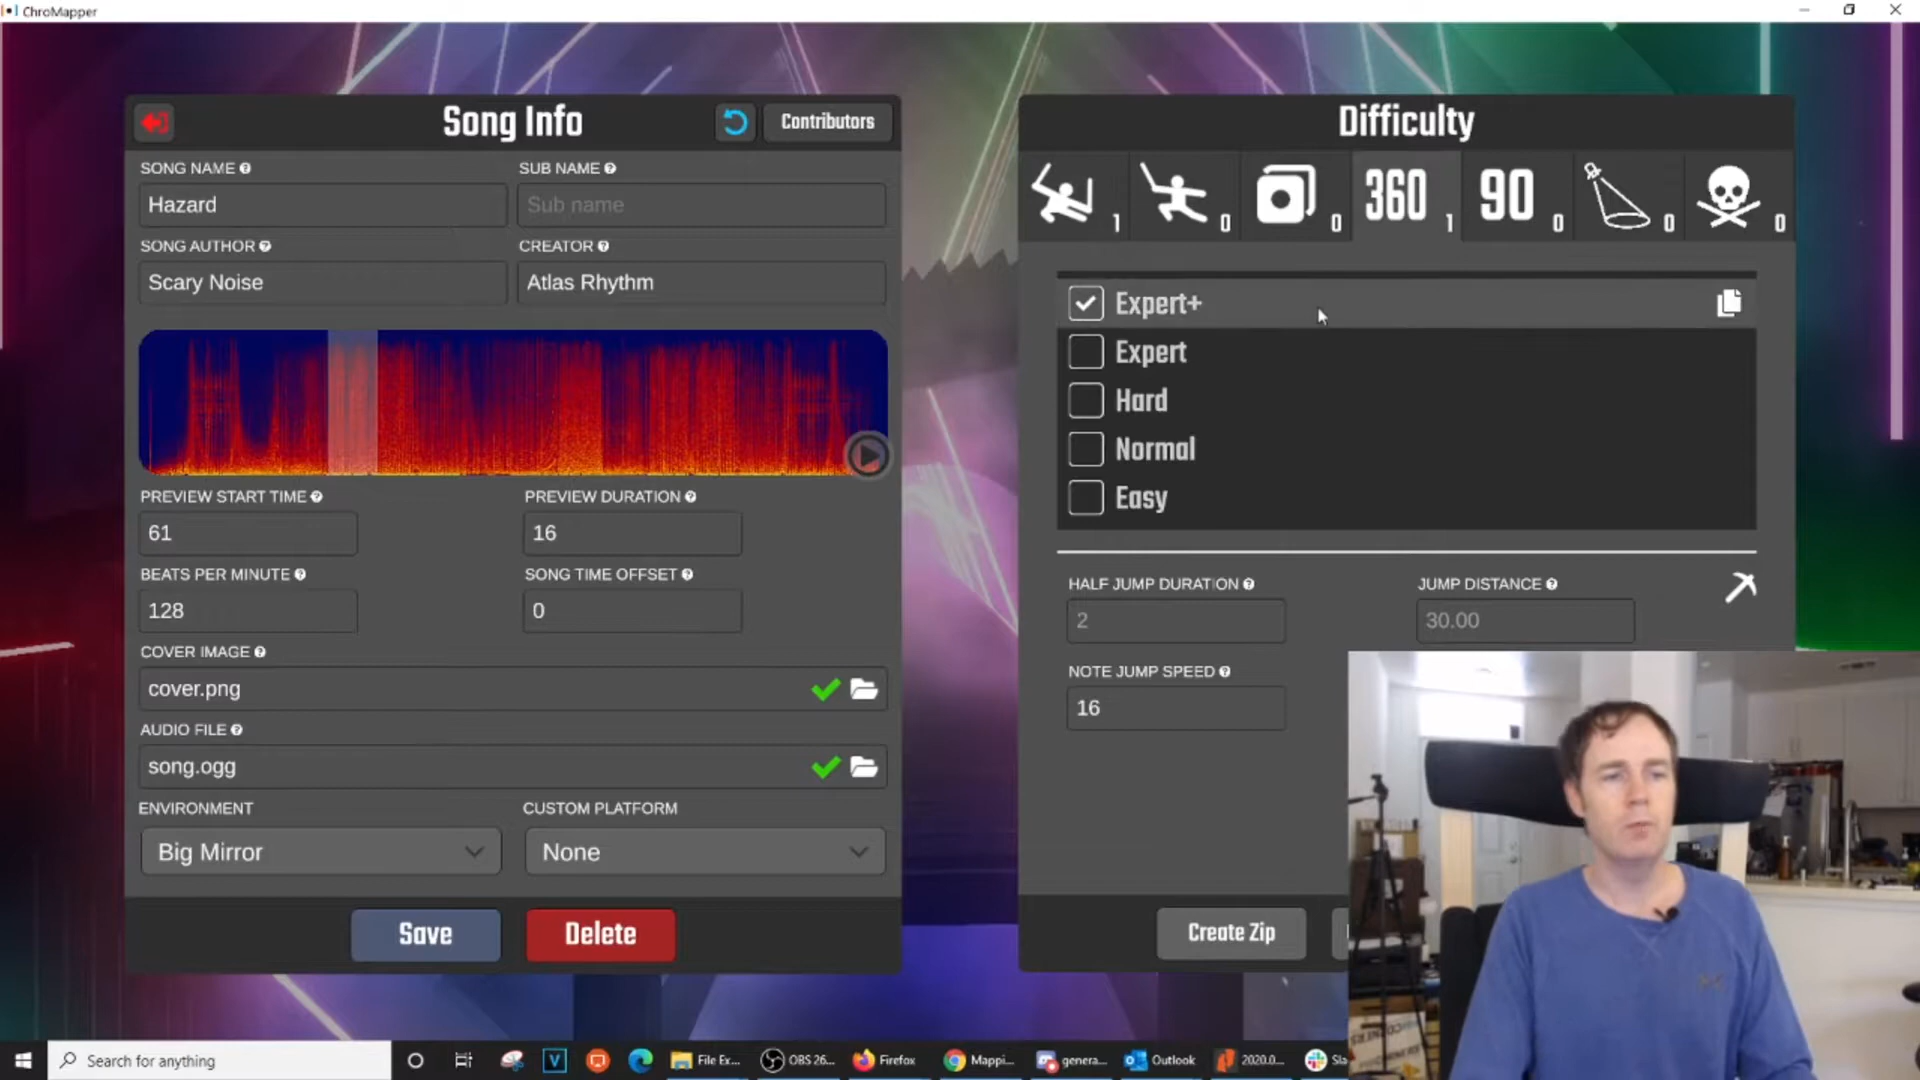 ChroMapper
Song Info
Contributors
SONG NAME
SUB NAME
Hazard
Sub name
SONG AUTHOR
CREATOR
Scary Noise
Atlas Rhythm
PREVIEW START TIME
PREVIEW DURATION
61
16
BEATS PER MINUTE
SONG TIME OFFSET
128
0
COVER IMAGE
cover.png
AUDIO FILE
song.ogg
ENVIRONMENT
CUSTOM PLATFORM
Big Mirror
None
Save
Delete
Difficulty
1
0
0
360 1
90 0
0
0
Expert+
Expert
Hard
Normal
Easy
HALF JUMP DURATION
JUMP DISTANCE
2
30.00
NOTE JUMP SPEED
16
Create Zip
Search for anything
File Ex...
OBS 26...
Firefox
Mappi...
genera...
Outlook
2020.0...
Sla